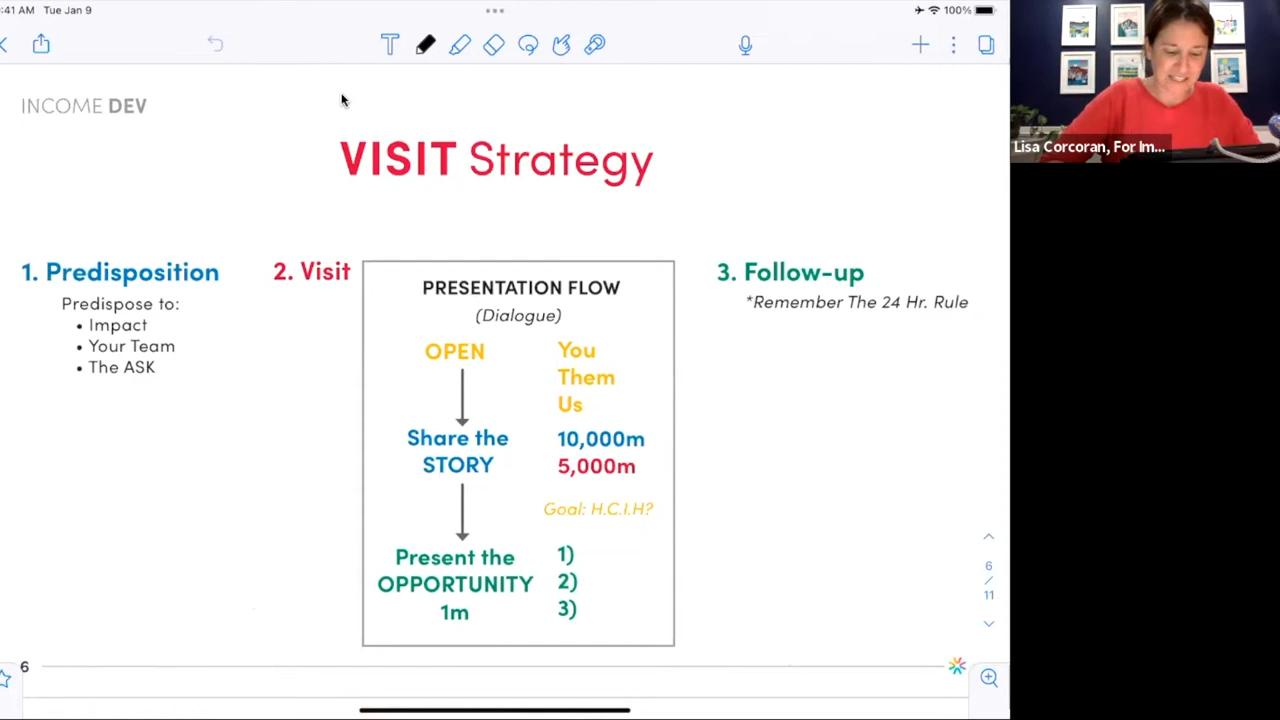 :41 AM Tue Jan 9
100%
T
INCOME DEV
VISIT Strategy
1. Predisposition
Predispose to:
• Impact
• Your Team
• The ASK
2. Visit
PRESENTATION FLOW
(Dialogue)
OPEN
You
Them
Us
Share the
STORY
10,000m
5,000m
Goal: H.C.I.H?
Present the
OPPORTUNITY
1m
1)
2)
3)
3. Follow-up
*Remember The 24 Hr. Rule
6
/
11
6
Lisa Corcoran, For Im...